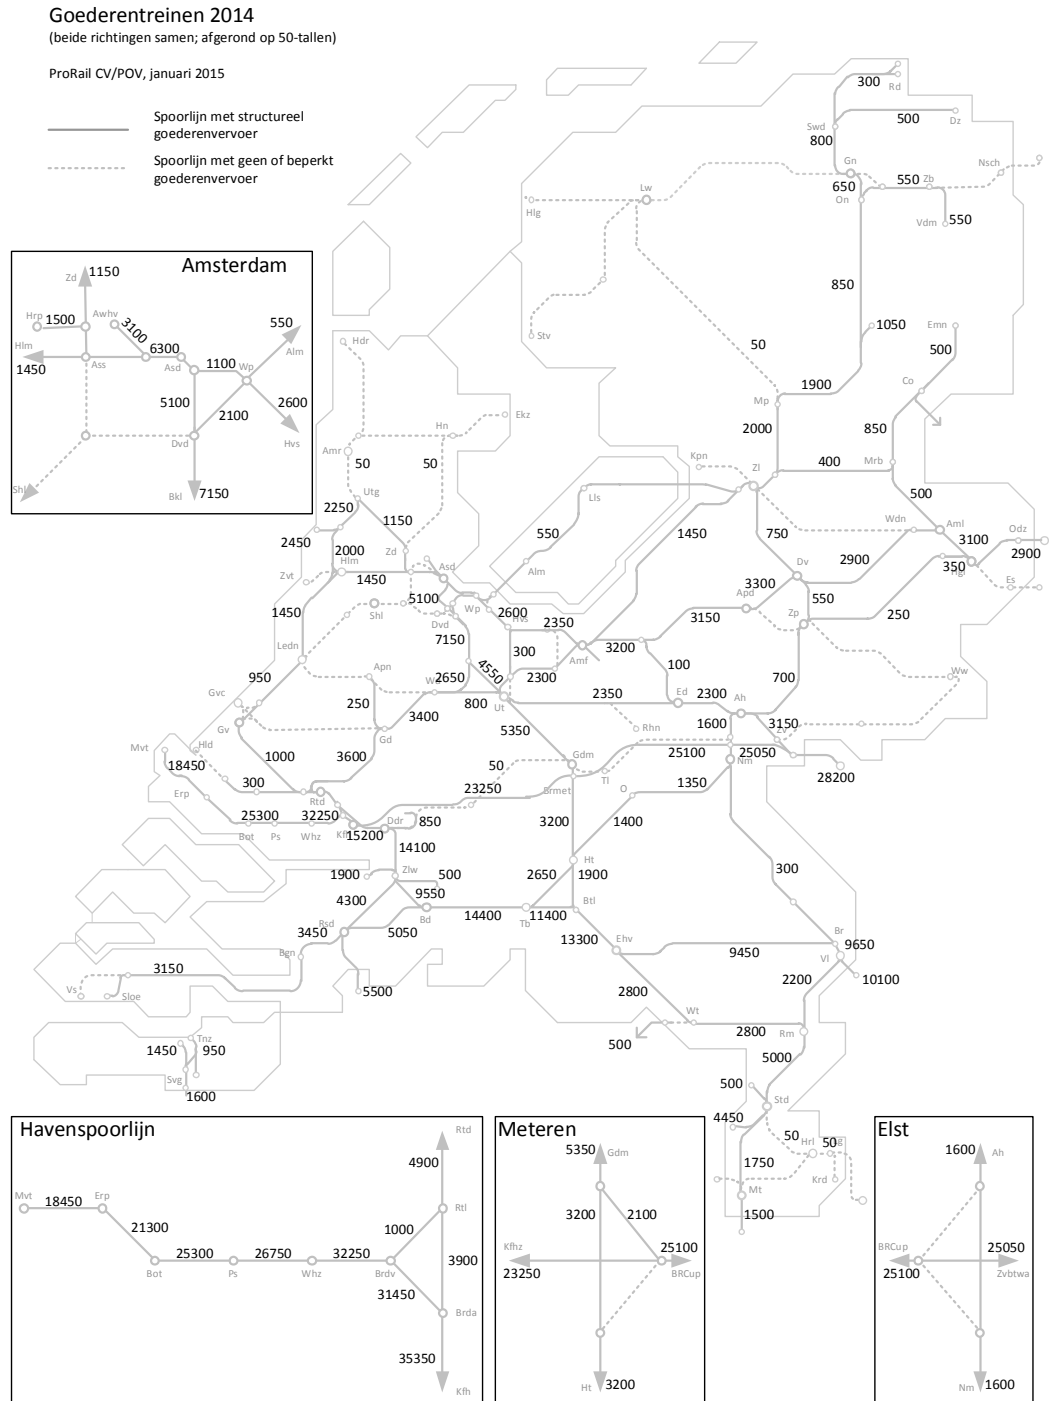 Goederentreinen 2014
(beide richtingen samen; afgerond op 50-tallen)
ProRail CV/POV, januari 2015
Spoorlijn met structureel
goederenvervoer
Spoorlijn met geen of beperkt
goederenvervoer
300
Rd
500
Dz
Swd
800
Gn
Nsch
650
550
Zb
On
Lw
Hlg
Vdm
550
850
Stv
1050
Emn
500
50
1900
Co
Mp
2000
850
Kpn
Zl
400
Mrb
500
Amsterdam
Zd
1150
Hrp
1500
Awhv
3100
550
Alm
Hlm
6300
1450
Ass
Asd
1100
Wp
5100
2100
2600
Dvd
Hvs
Shl
Bkl
7150
Hdr
Hn
Ekz
Amr
50
50
Utg
2250
1150
2450
2000
Zd
Hlm
Zvt
1450
Asd
5100
Wp
Alm
550
Lls
1450
750
Wdn
Aml
3100
Odz
2900
2900
350
Hgl
Es
Dv
3300
550
Apd
3150
Zp
250
1450
Shl
Dvd
2600
Hvs
2350
7150
300
Amf
3200
Ledn
Apn
4550
2300
100
950
Gvc
250
2650
800
Ut
2350
Ed
2300
Ah
700
Ww
Gv
3400
5350
Rhn
1600
3150
Zv
Gd
Mvt
Hld
1000
3600
50
Gdm
25100
25050
Nm
28200
18450
Tl
300
23250
Brmet
O
1350
Erp
Rtd
25300
32250
Bot
Ps
Whz
Kfh
15200
Ddr
850
14100
3200
1400
Ht
1900
Zlw
500
2650
1900
300
4300
9550
Btl
Rsd
Bd
14400
Tb
11400
3450
5050
13300
Ehv
Br
9650
9450
Vl
Bgn
3150
10100
Vs
Sloe
5500
2800
2200
Wt
2800
Rm
Tnz
1450
950
500
5000
Svg
1600
500
Std
4450
50
Hrl
50
1750
Krd
Mt
1500
Havenspoorlijn
Rtd
4900
Mvt
18450
Erp
Rtl
21300
1000
25300
26750
32250
3900
Bot
Ps
Whz
Brdv
31450
Brda
35350
Kfh
Meteren
5350
Gdm
3200
2100
Kfhz
25100
23250
BRCup
Ht
3200
Elst
1600
Ah
BRCup
25050
25100
Zvbtwa
Nm
1600